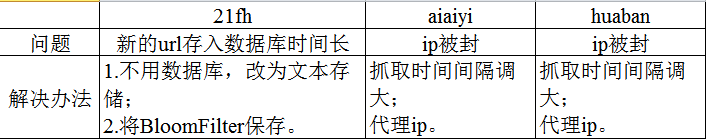 21fh aiaiyi huaban
问题 新的url存入数据库时间长 ip被封 ip被封
解决办法 1.不用数据库，改为文本存储； 2.将BloomFilter保存。 抓取时间间隔调大； 代理ip。 抓取时间间隔调大； 代理ip。